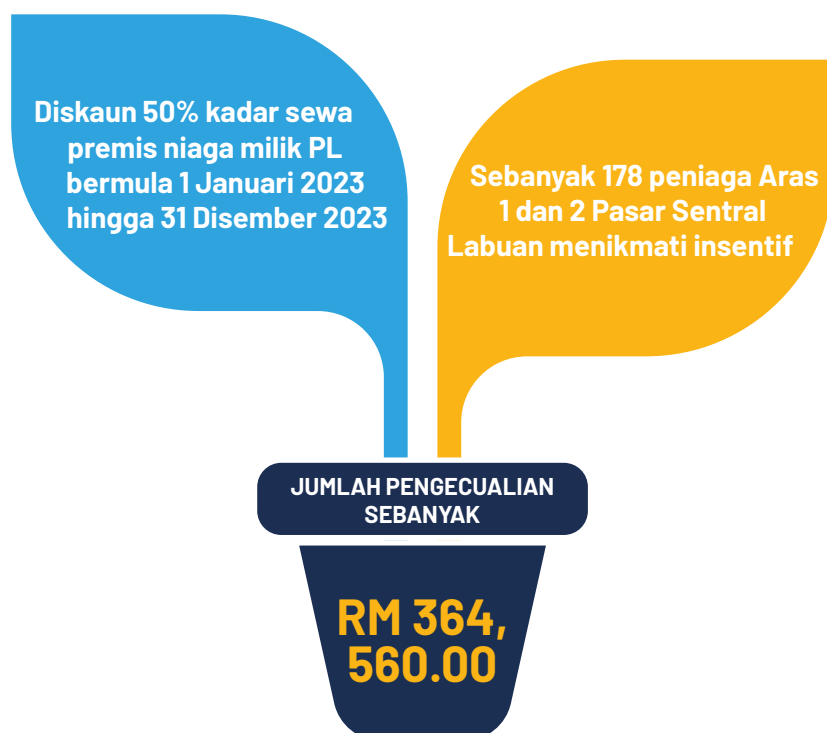 Diskaun 50% kadar sewa
premis niaga milik PL
bermula 1 Januari 2023
hingga 31 Disember 2023
Sebanyak 178 peniaga Aras
1 dan 2 Pasar Sentral
Labuan menikmati insentif
JUMLAH PENGECUALIAN
SEBANYAK
RM 364,
560.00